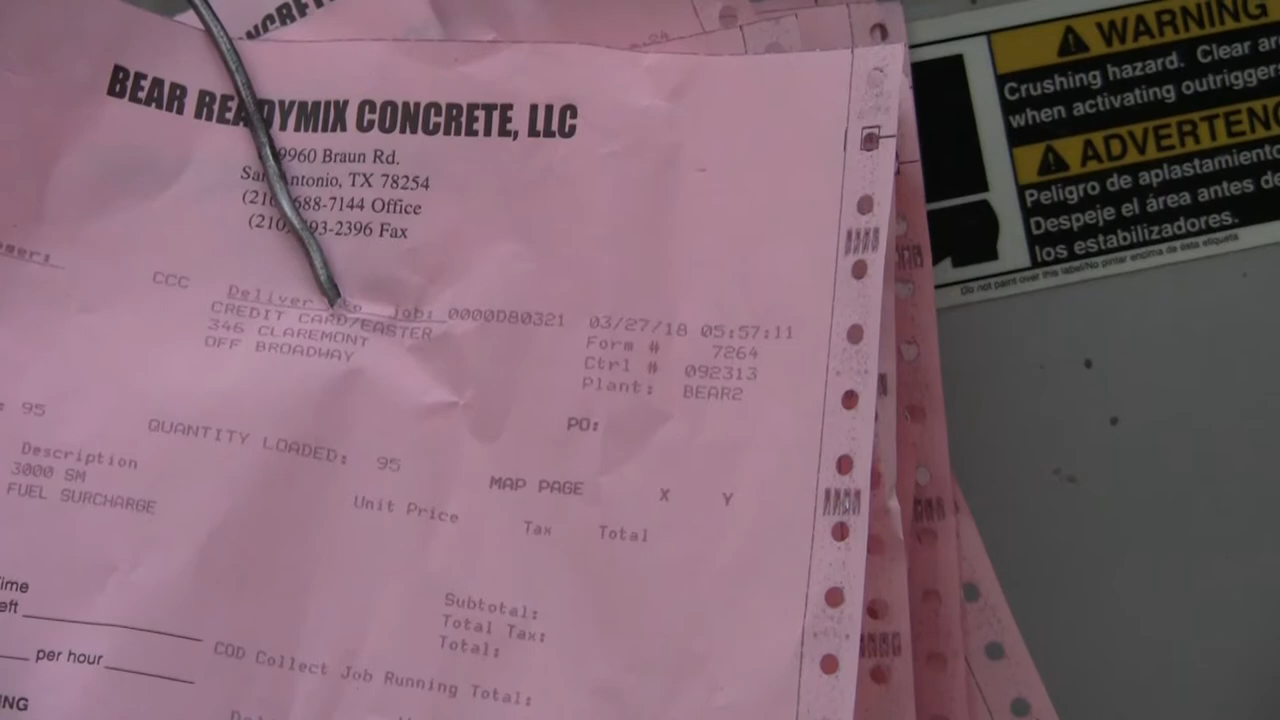 BEAR READYMIX CONCRETE, LLC
9960 Braun Rd.
San Antonio, TX 78254
(210) 688-7144 Office
(210) 493-2396 Fax
CCC
Deliver to job: 0000D80321 03/27/18 05:57:11
CREDIT CARD/EASTER
346 CLAREMONT
OFF BROADWAY
Form # 7264
Ctrl # 092313
Plant: BEAR2
PO:
: 95 QUANTITY LOADED: 95
MAP PAGE X Y
Description Unit Price Tax Total
3000 SM
FUEL SURCHARGE
Subtotal:
Total Tax:
Total:
per hour
COD Collect Job Running Total:
WARNING
Crushing hazard. Clear ar
when activating outriggers
ADVERTENC
Peligro de aplastamiento
Despeje el área antes de
los estabilizadores.
Do not paint over this label/No pintar encima de esta etiqueta